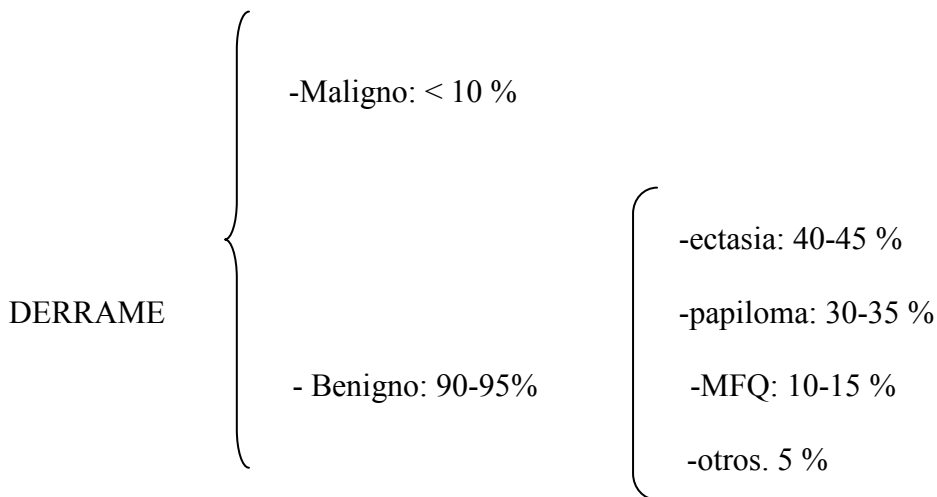 -Maligno: < 10 %
-ectasia: 40-45 %
DERRAME
-papiloma: 30-35 %
- Benigno: 90-95%
-MFQ: 10-15 %
-otros. 5 %